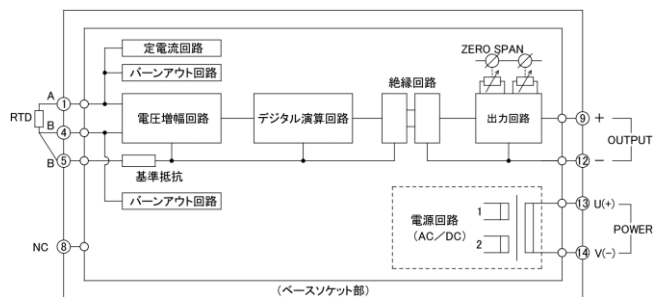 定電流回路
バーンアウト回路
ZERO SPAN
絶縁回路
A
①
RTD
B
④
B
⑤
電圧増幅回路
デジタル演算回路
出力回路
⑨ +
OUTPUT
⑫ −
基準抵抗
バーンアウト回路
電源回路
(AC/DC)
1
2
⑬ U(+)
POWER
⑭ V(−)
NC ⑧
(ベースソケット部)